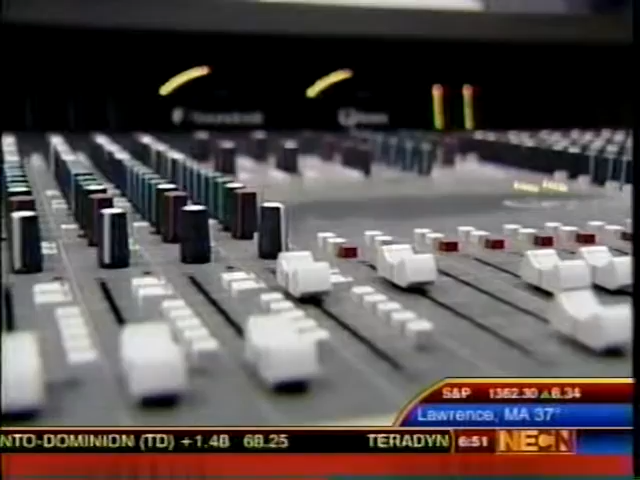 S&P 1362.30 ▲6.34
Lawrence, MA 37°
NTO-DOMINION (TD) +1.48 68.25 TERADYN 6:51 NECN